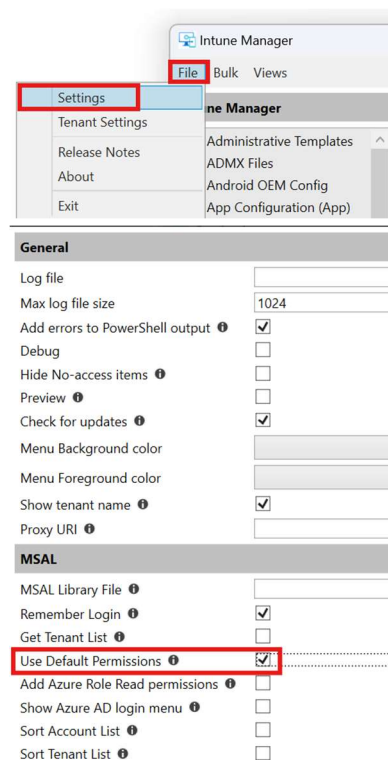 Intune Manager
File Bulk Views
Settings
Tenant Settings
Release Notes
About
Exit
ne Manager
Administrative Templates
ADMX Files
Android OEM Config
App Configuration (App)
General
Log file
Max log file size 1024
Add errors to PowerShell output
Debug
Hide No-access items
Preview
Check for updates
Menu Background color
Menu Foreground color
Show tenant name
Proxy URI
MSAL
MSAL Library File
Remember Login
Get Tenant List
Use Default Permissions
Add Azure Role Read permissions
Show Azure AD login menu
Sort Account List
Sort Tenant List